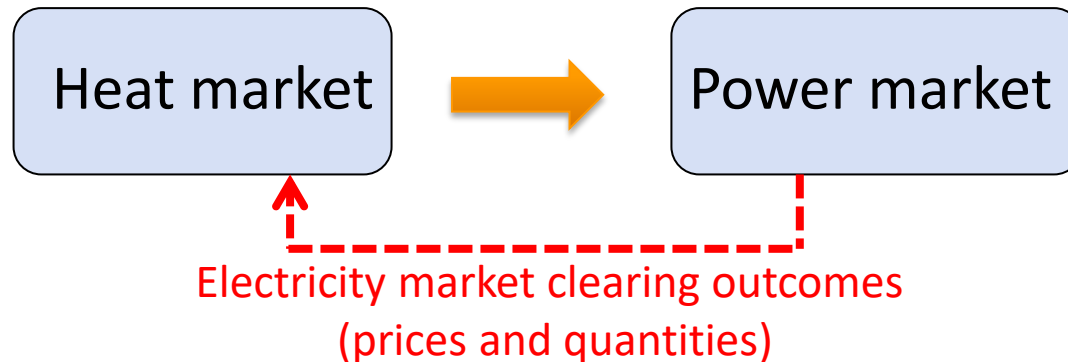 Heat market
Power market
Electricity market clearing outcomes
(prices and quantities)